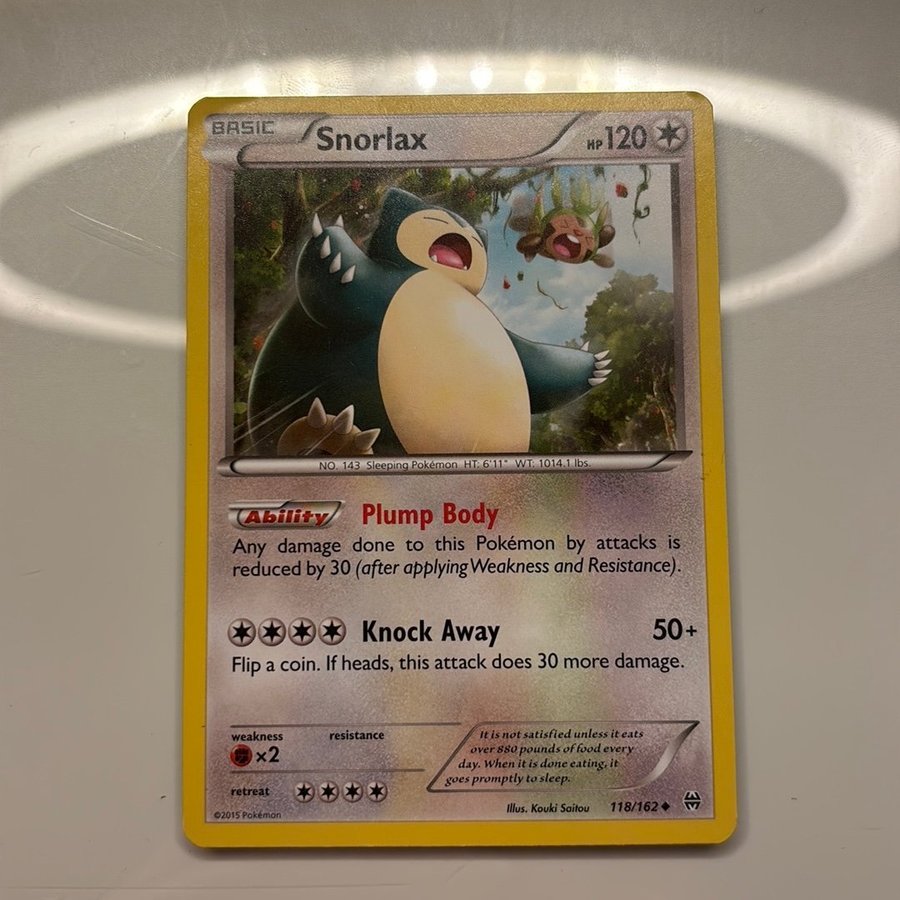 BASIC
Snorlax
HP 120
NO. 143 Sleeping Pokémon HT: 6'11" WT: 1014.1 lbs.
Ability Plump Body
Any damage done to this Pokémon by attacks is
reduced by 30 (after applying Weakness and Resistance).
Knock Away 50+
Flip a coin. If heads, this attack does 30 more damage.
weakness resistance
×2
retreat
It is not satisfied unless it eats
over 880 pounds of food every
day. When it is done eating, it
goes promptly to sleep.
Illus. Kouki Saitou 118/162
©2015 Pokémon